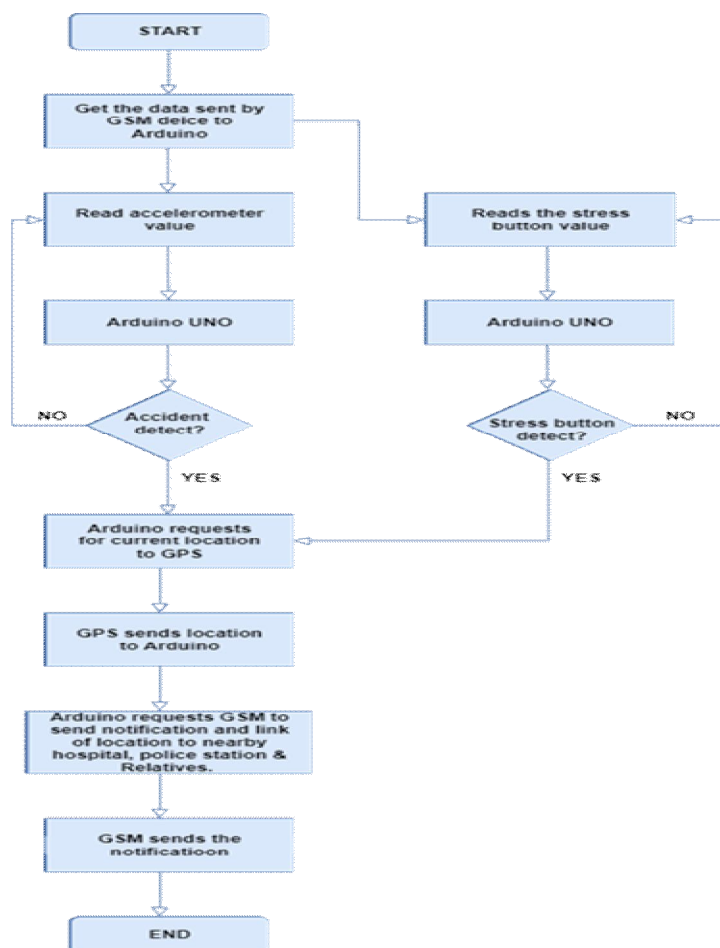 START
Get the data sent by
GSM deice to
Arduino
Read accelerometer
value
Reads the stress
button value
Arduino UNO
Arduino UNO
Accident
detect?
NO
YES
Stress button
detect?
NO
YES
Arduino requests
for current location
to GPS
GPS sends location
to Arduino
Arduino requests GSM to
send notification and link
of location to nearby
hospital, police station &
Relatives.
GSM sends the
notificatioon
END